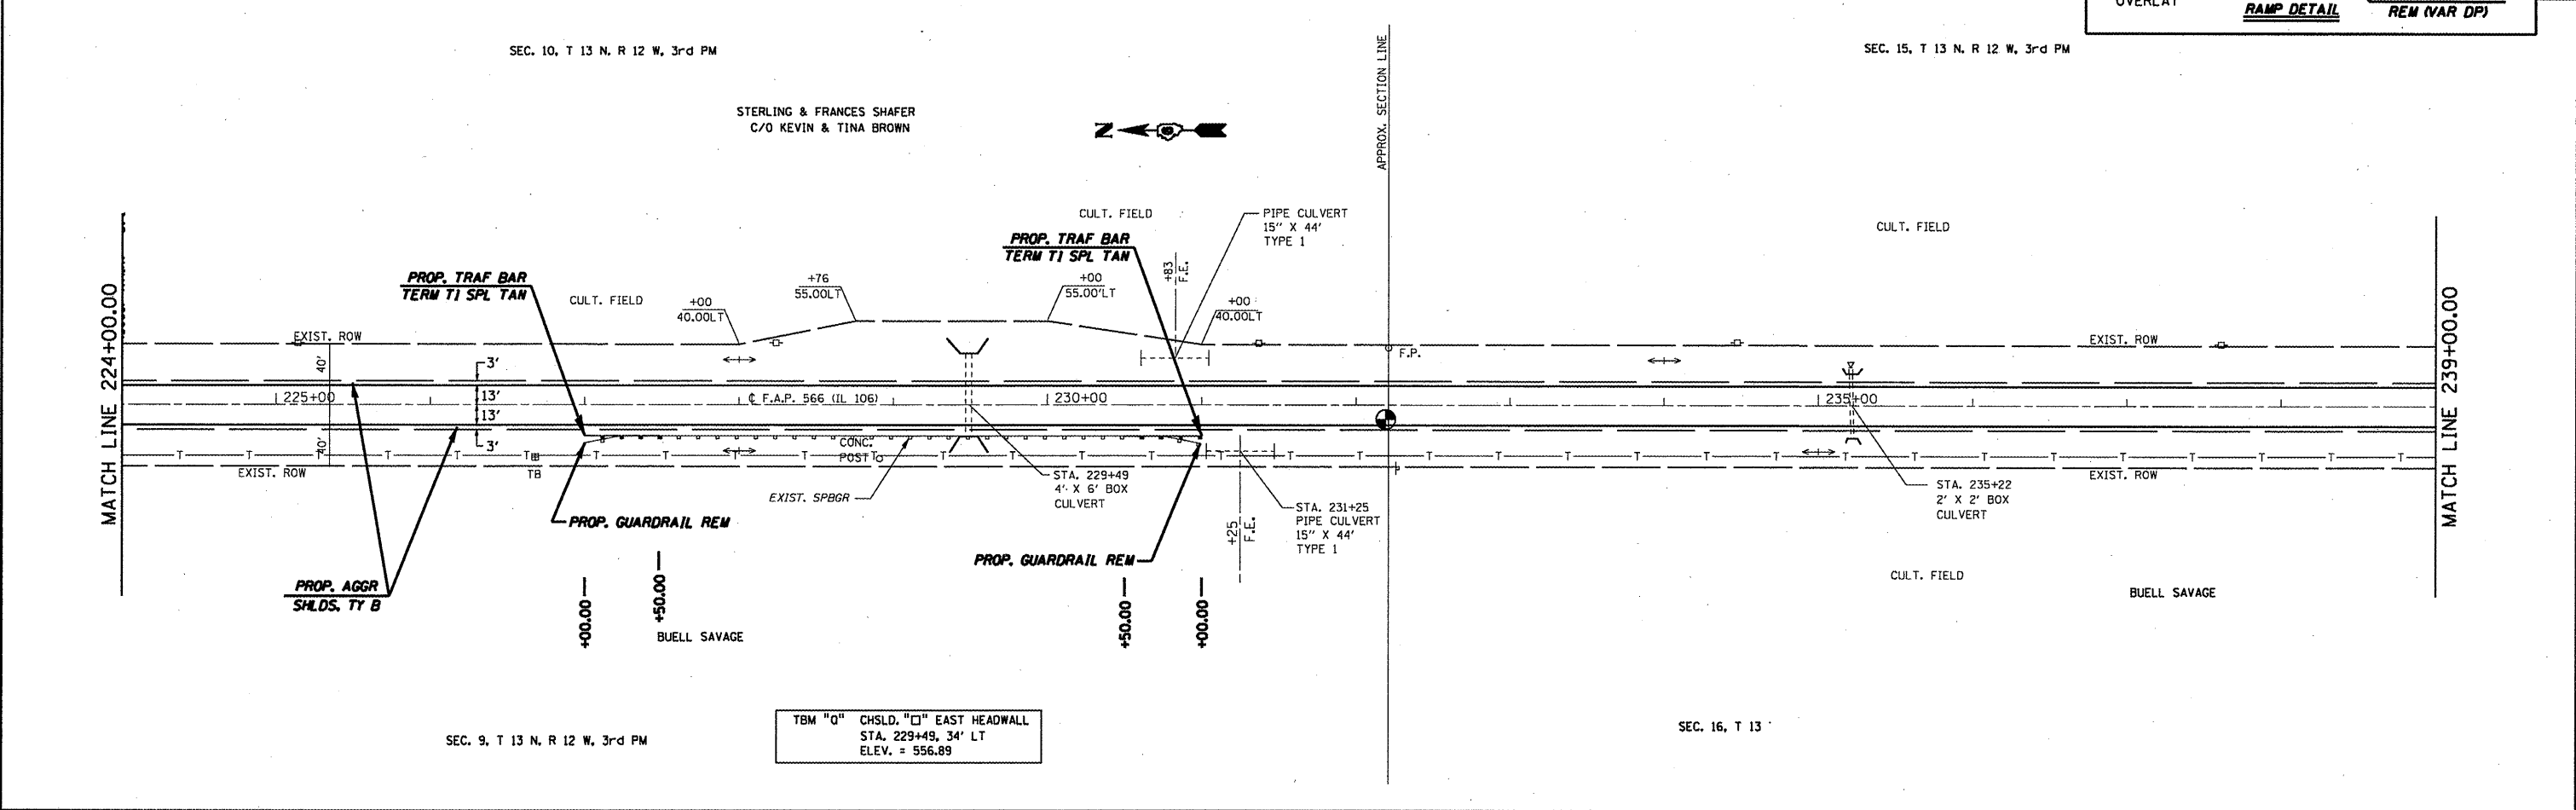 OVERLAY
RAMP DETAIL
REM (VAR DP)
SEC. 10, T 13 N, R 12 W, 3rd PM
SEC. 15, T 13 N, R 12 W, 3rd PM
APPROX. SECTION LINE
STERLING & FRANCES SHAFER
C/O KEVIN & TINA BROWN
N
CULT. FIELD
PIPE CULVERT
15" X 44'
TYPE 1
CULT. FIELD
PROP. TRAF BAR
TERM T1 SPL TAN
+83
F.E.
PROP. TRAF BAR
TERM T1 SPL TAN
CULT. FIELD
+00
40.00LT
+76
55.00LT
+00
55.00'LT
+00
40.00LT
MATCH LINE 224+00.00
MATCH LINE 239+00.00
EXIST. ROW
EXIST. ROW
F.P.
40'
3'
13'
13'
3'
40'
225+00
℄ F.A.P. 566 (IL 106)
230+00
235+00
CONC.
POST
T T T T T T T T T T T T T T T T T T T T T T T T T T T T T T T T T
TB
EXIST. ROW
EXIST. ROW
EXIST. SPBGR
STA. 229+49
4' X 6' BOX
CULVERT
STA. 235+22
2' X 2' BOX
CULVERT
STA. 231+25
PIPE CULVERT
15" X 44'
TYPE 1
+25
F.E.
PROP. GUARDRAIL REM
PROP. GUARDRAIL REM
PROP. AGGR
SHLDS, TY B
+00.00
+50.00
+50.00
+00.00
CULT. FIELD
BUELL SAVAGE
BUELL SAVAGE
TBM "Q" CHSLD. "□" EAST HEADWALL
STA. 229+49, 34' LT
ELEV. = 556.89
SEC. 9, T 13 N, R 12 W, 3rd PM
SEC. 16, T 13